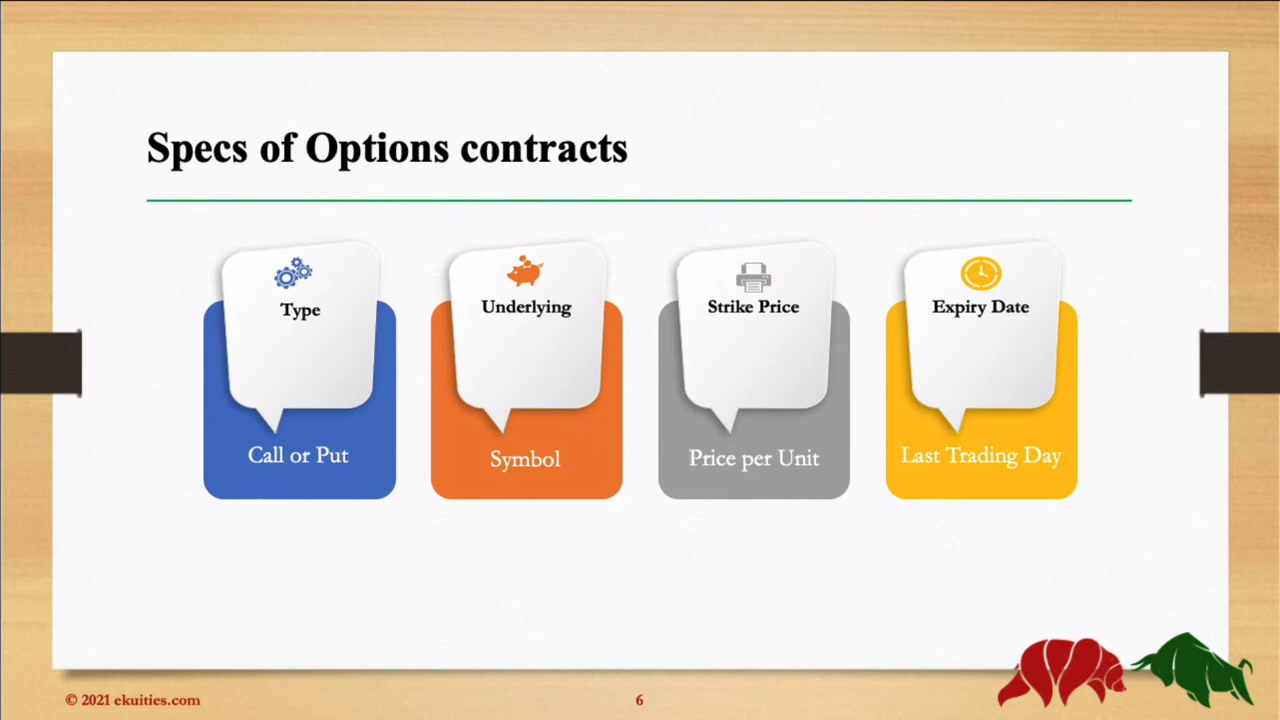 Specs of Options contracts
Type
Call or Put
Underlying
Symbol
Strike Price
Price per Unit
Expiry Date
Last Trading Day
© 2021 ekuities.com
6